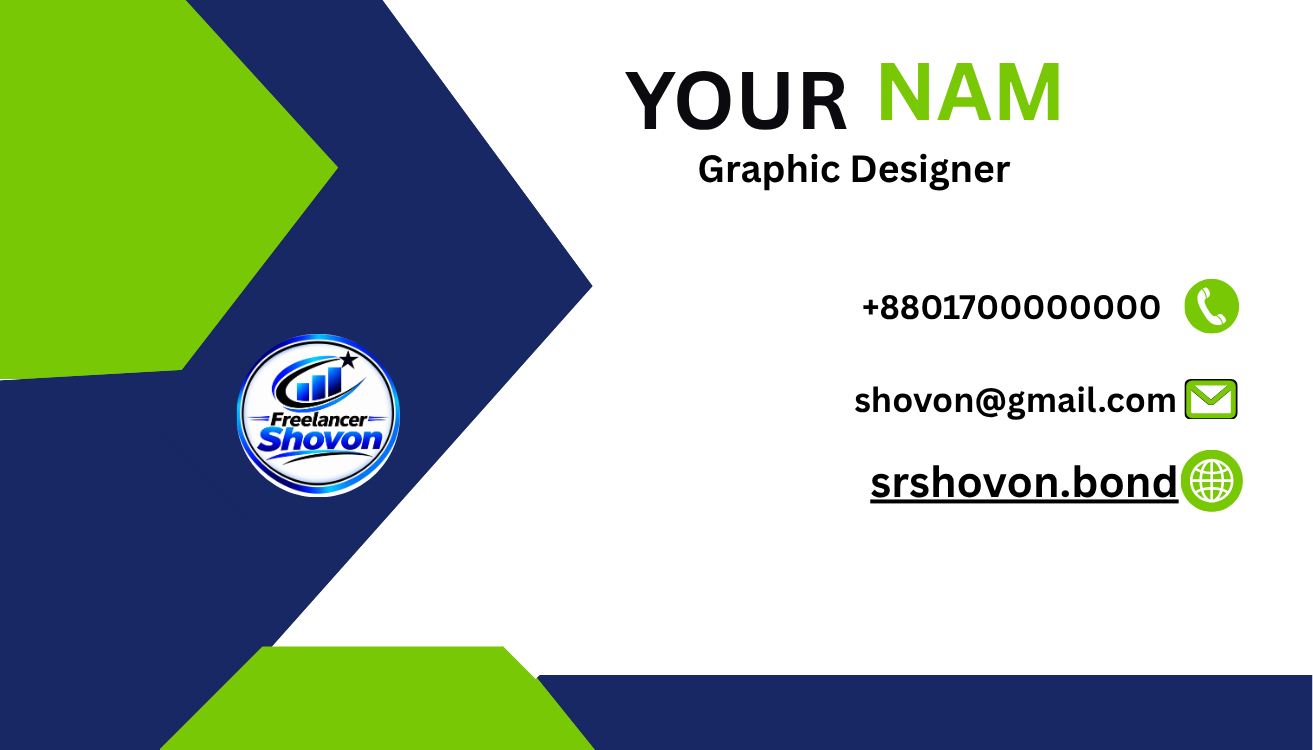 YOUR NAM
Graphic Designer
+8801700000000
shovon@gmail.com
srshovon.bond
Freelancer
Shovon